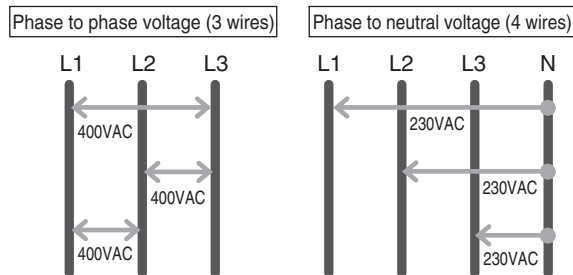 Phase to phase voltage (3 wires)
L1 L2 L3
400VAC
400VAC
400VAC
Phase to neutral voltage (4 wires)
L1 L2 L3 N
230VAC
230VAC
230VAC